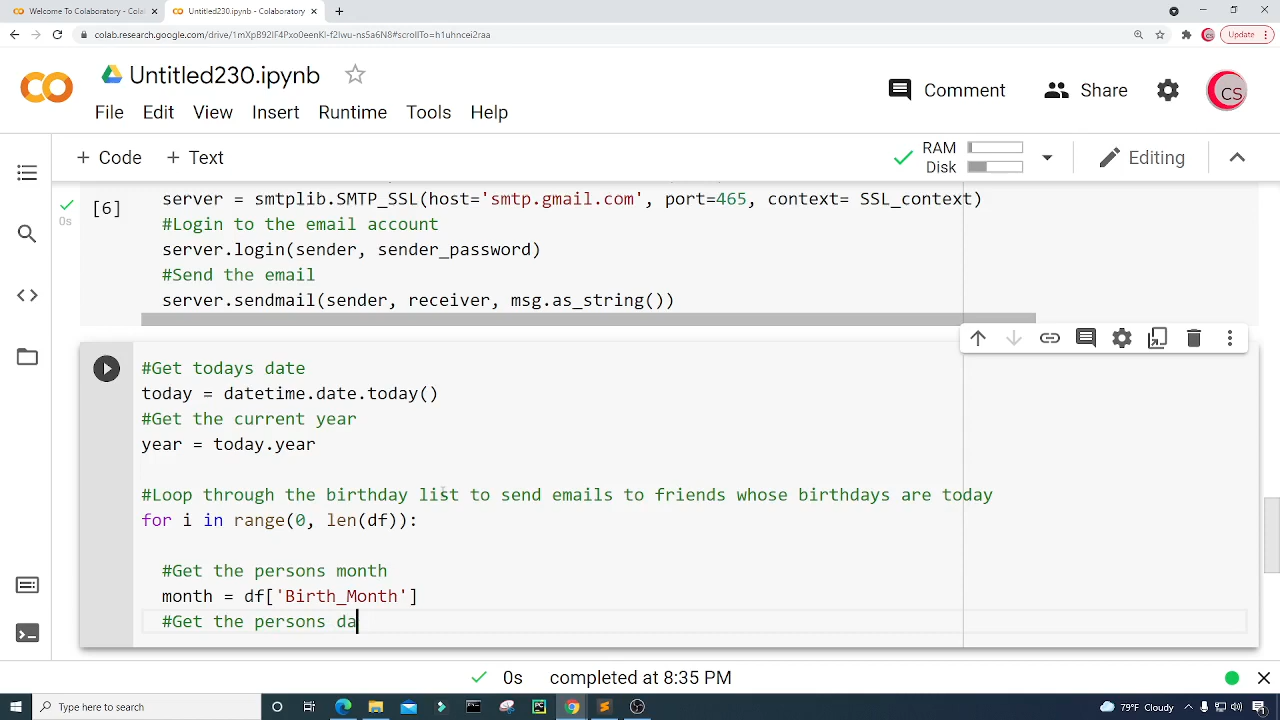 Welcome To Colaboratory - Colal
Untitled230.ipynb - Colaboratory
colab.research.google.com/drive/1mXpB92IF4Pxo0eenKl-f2Iwu-ns5a6N8#scrollTo=h1uhncei2raa
Update
CO
Untitled230.ipynb
File Edit View Insert Runtime Tools Help
Comment
Share
CS
+ Code + Text
RAM
Disk
Editing
[6]
0s
server = smtplib.SMTP_SSL(host='smtp.gmail.com', port=465, context= SSL_context)
#Login to the email account
server.login(sender, sender_password)
#Send the email
server.sendmail(sender, receiver, msg.as_string())
#Get todays date
today = datetime.date.today()
#Get the current year
year = today.year
#Loop through the birthday list to send emails to friends whose birthdays are today
for i in range(0, len(df)):
#Get the persons month
month = df['Birth_Month']
#Get the persons da
0s completed at 8:35 PM
Type here to search
79°F Cloudy